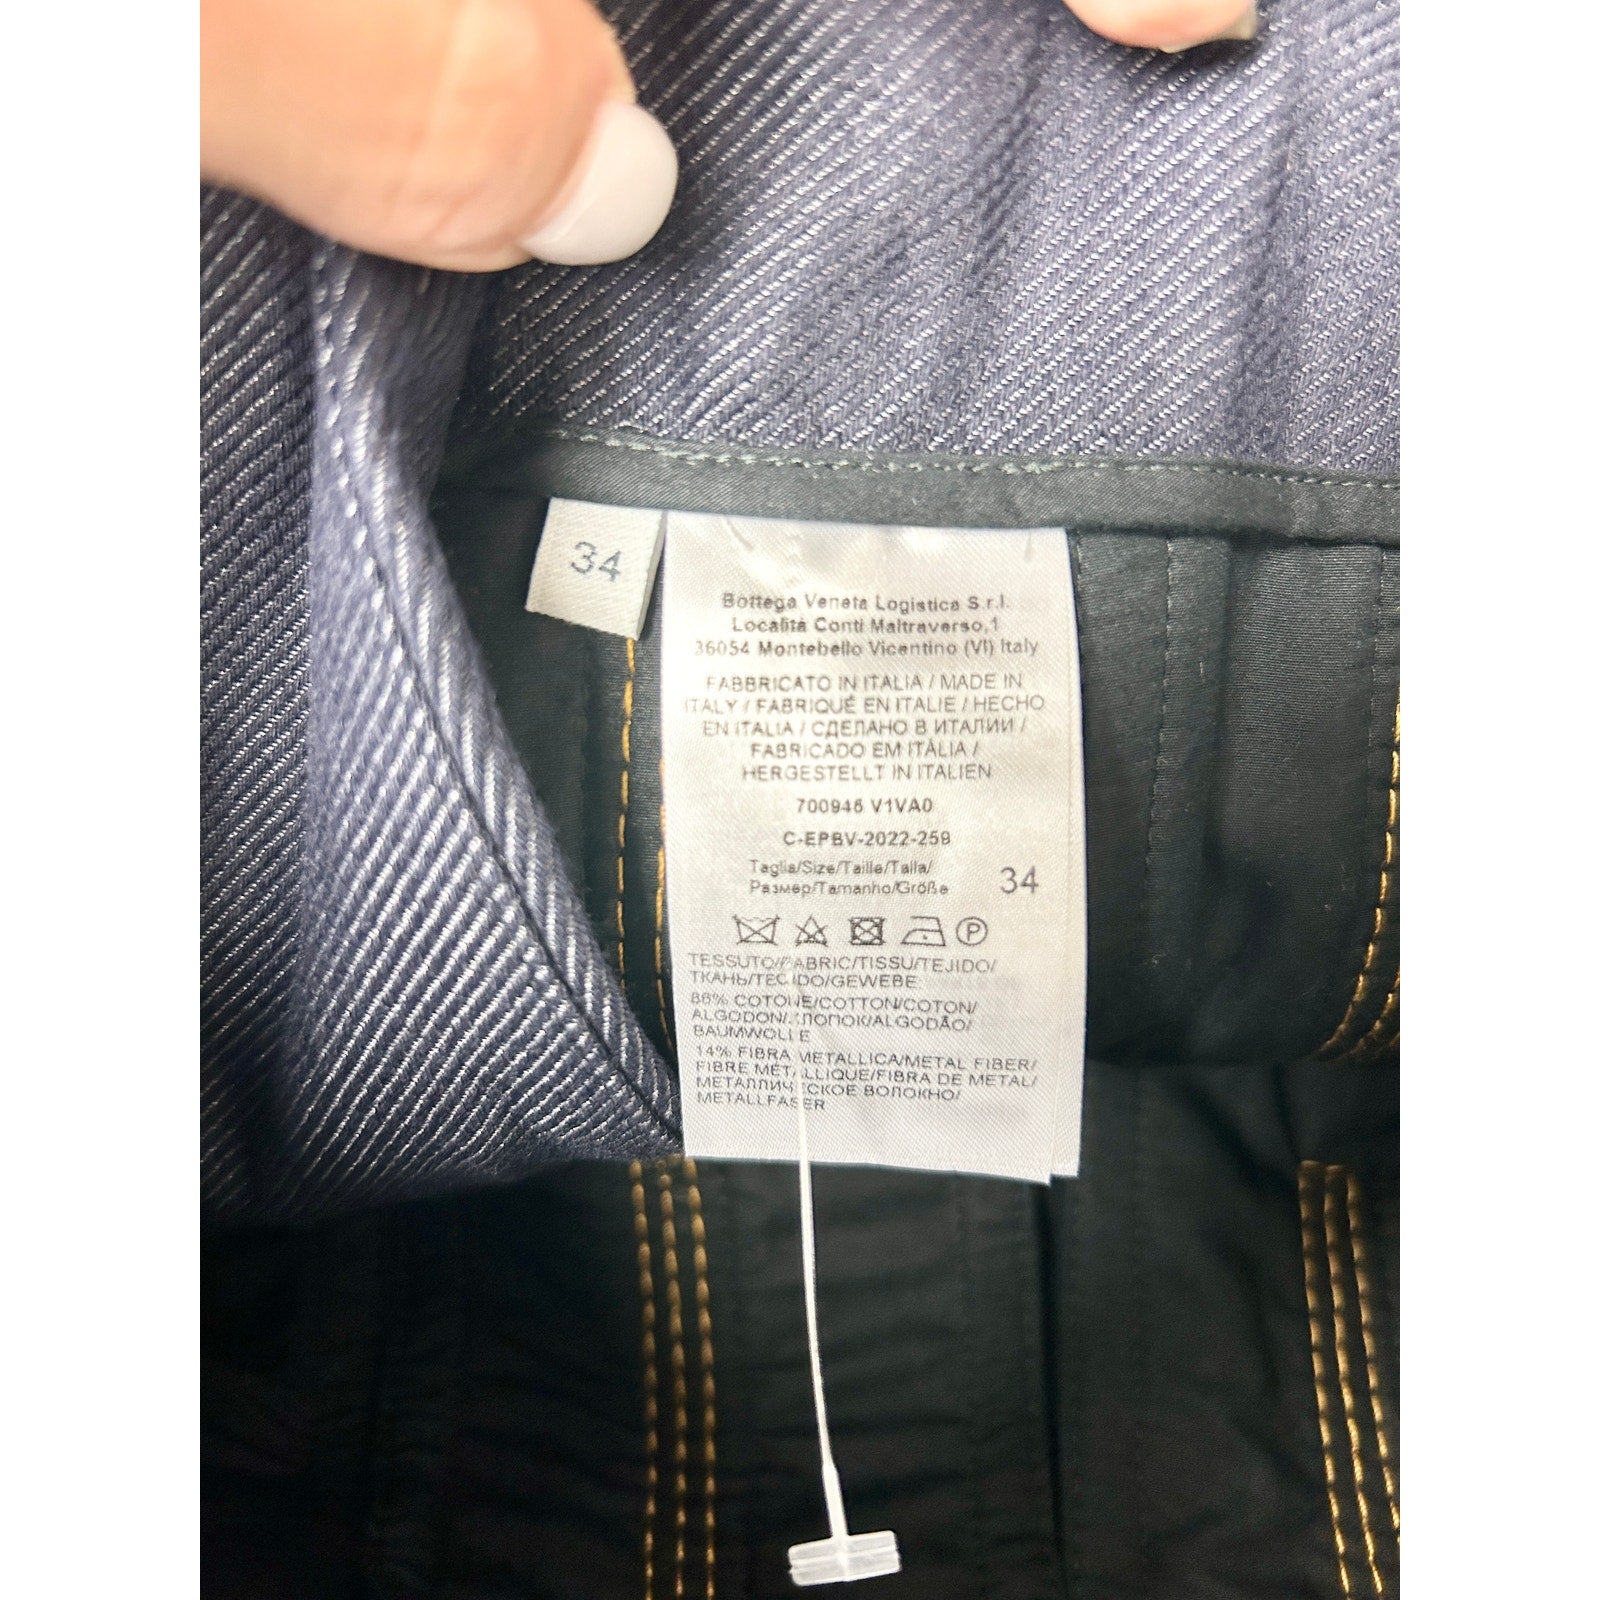 34
Bottega Veneta Logistica S.r.l.
Località Conti Maltraverso,1
36054 Montebello Vicentino (VI) Italy
FABBRICATO IN ITALIA / MADE IN
ITALY / FABRIQUÉ EN ITALIE / HECHO
EN ITALIA / СДЕЛАНО В ИТАЛИИ /
FABRICADO EM ITÁLIA /
HERGESTELLT IN ITALIEN
700946 V1VA0
C-EPBV-2022-259
Taglia/Size/Taille/Talla/
Размер/Tamanho/Größe 34
P
TESSUTO/FABRIC/TISSU/TEJIDO/
ТКАНЬ/TECIDO/GEWEBE
86% COTONE/COTTON/COTON/
ALGODON/ХЛОПОК/ALGODÃO/
BAUMWOLLE
14% FIBRA METALLICA/METAL FIBER/
FIBRE MÉTALLIQUE/FIBRA DE METAL/
МЕТАЛЛИЧЕСКОЕ ВОЛОКНО/
METALLFASER